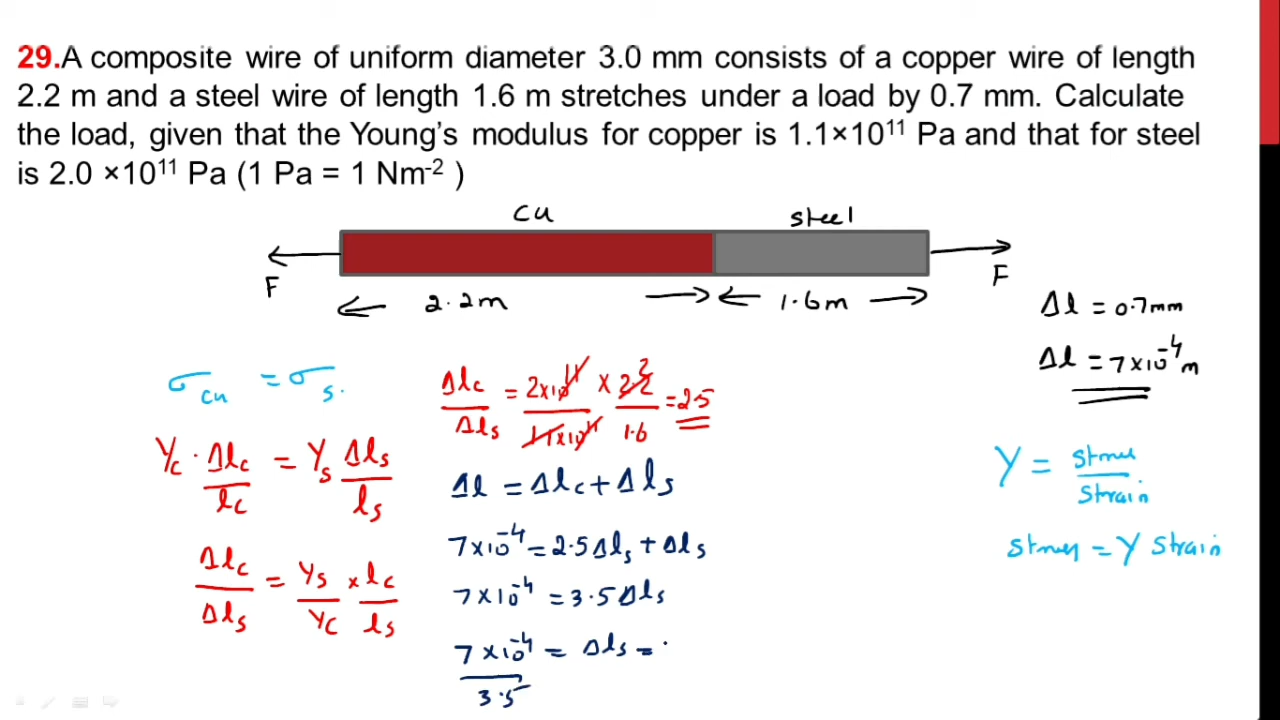 29.A composite wire of uniform diameter 3.0 mm consists of a copper wire of length
2.2 m and a steel wire of length 1.6 m stretches under a load by 0.7 mm. Calculate
the load, given that the Young's modulus for copper is 1.1×10¹¹ Pa and that for steel
is 2.0 ×10¹¹ Pa (1 Pa = 1 Nm⁻² )
Cu steel
F F
2.2m 1.6m
Δl = 0.7mm
Δl = 7×10⁻⁴ m
σcu = σs.
Yc · Δlc/lc = Ys Δls/ls
Δlc/Δls = Ys/Yc × lc/ls
Δlc/Δls = 2×10¹¹/1.1×10¹¹ × 2.2/1.6 = 2.5
Δl = Δlc + Δls
7×10⁻⁴ = 2.5Δls + Δls
7×10⁻⁴ = 3.5Δls
7×10⁻⁴/3.5 = Δls =
Y = stress/strain
stress = Y strain